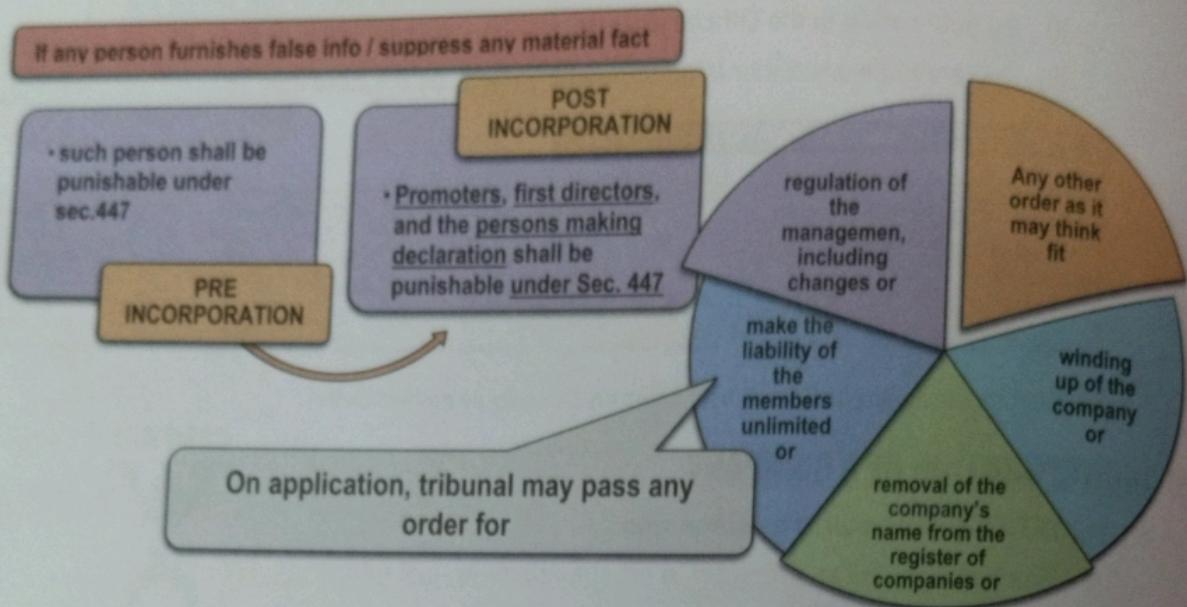 If any person furnishes false info / suppress any material fact
• such person shall be
punishable under
sec.447
PRE
INCORPORATION
POST
INCORPORATION
• Promoters, first directors,
and the persons making
declaration shall be
punishable under Sec. 447
On application, tribunal may pass any
order for
regulation of
the
managemen,
including
changes or
make the
liability of
the
members
unlimited
or
removal of the
company's
name from the
register of
companies or
winding
up of the
company
or
Any other
order as it
may think
fit